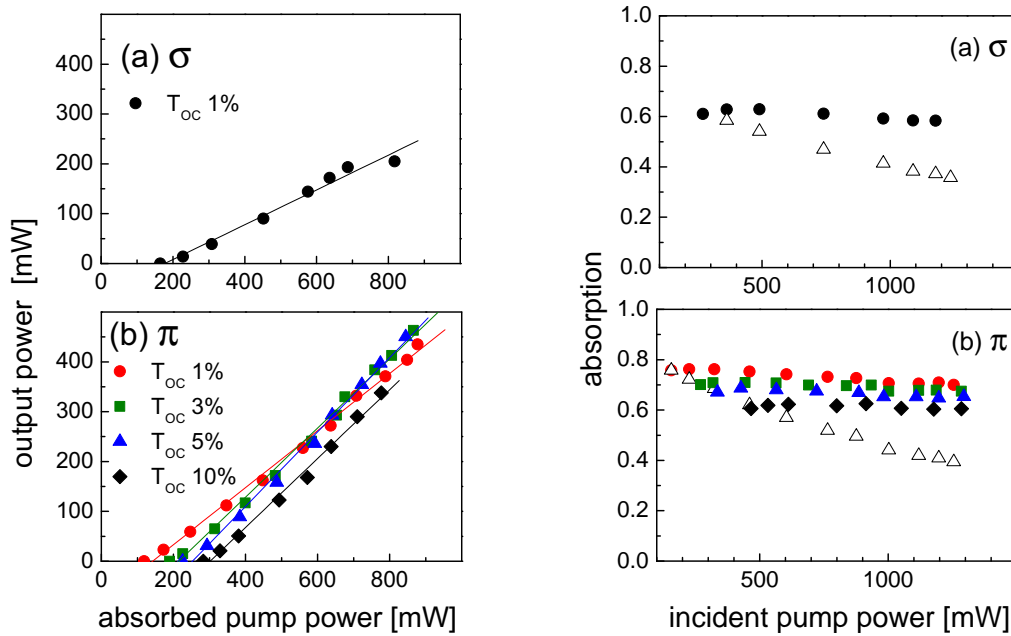 (a) σ
T_OC 1%
400
300
200
100
0
0 200 400 600 800
(b) π
T_OC 1%
T_OC 3%
T_OC 5%
T_OC 10%
400
300
200
100
0
0 200 400 600 800
output power [mW]
absorbed pump power [mW]
(a) σ
1.0
0.8
0.6
0.4
0.2
0.0
500 1000
(b) π
1.0
0.8
0.6
0.4
0.2
0.0
500 1000
absorption
incident pump power [mW]